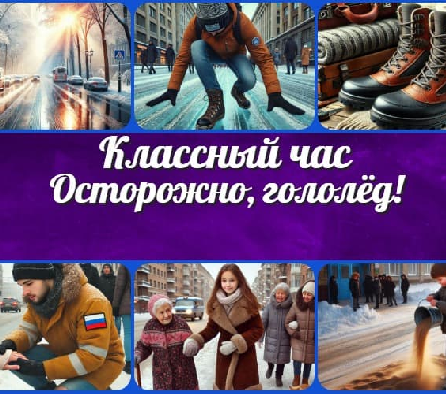 Классный час
Осторожно, гололёд!